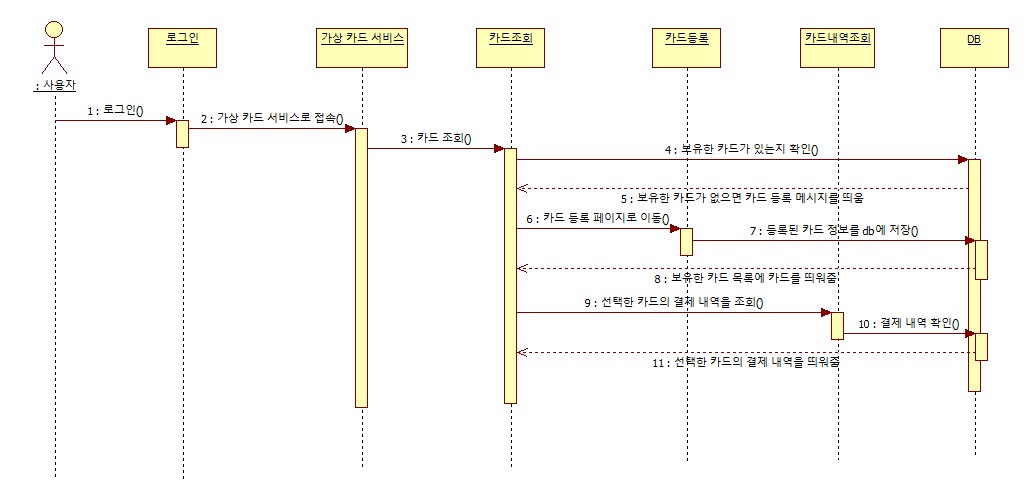 로그인
가상 카드 서비스
카드조회
카드등록
카드내역조회
DB
: 사용자
1 : 로그인()
2 : 가상 카드 서비스로 접속()
3 : 카드 조회()
4 : 보유한 카드가 있는지 확인()
5 : 보유한 카드가 없으면 카드 등록 메시지를 띄움
6 : 카드 등록 페이지로 이동()
7 : 등록된 카드 정보를 db에 저장()
8 : 보유한 카드 목록에 카드를 띄워줌
9 : 선택한 카드의 결제 내역을 조회()
10 : 결제 내역 확인()
11 : 선택한 카드의 결제 내역을 띄워줌